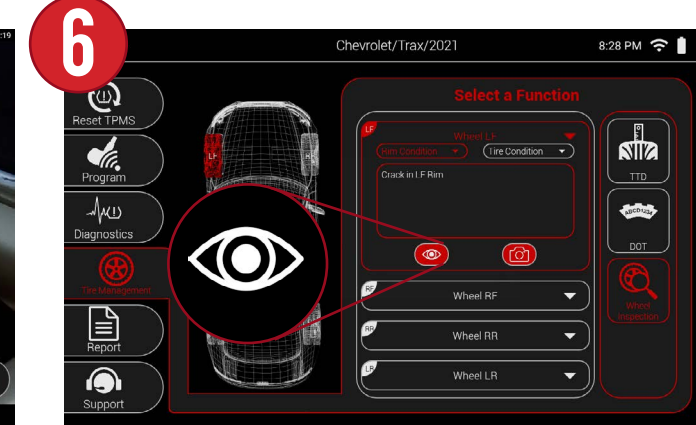 :19
6
Chevrolet/Trax/2021
8:28 PM
Reset TPMS
Program
Diagnostics
Tire Management
Report
Support
LF
RF
Select a Function
LF
Wheel LF
Rim Condition
Tire Condition
Crack in LF Rim
RF
Wheel RF
RR
Wheel RR
LR
Wheel LR
TTD
ABCD1234
DOT
Wheel
Inspection